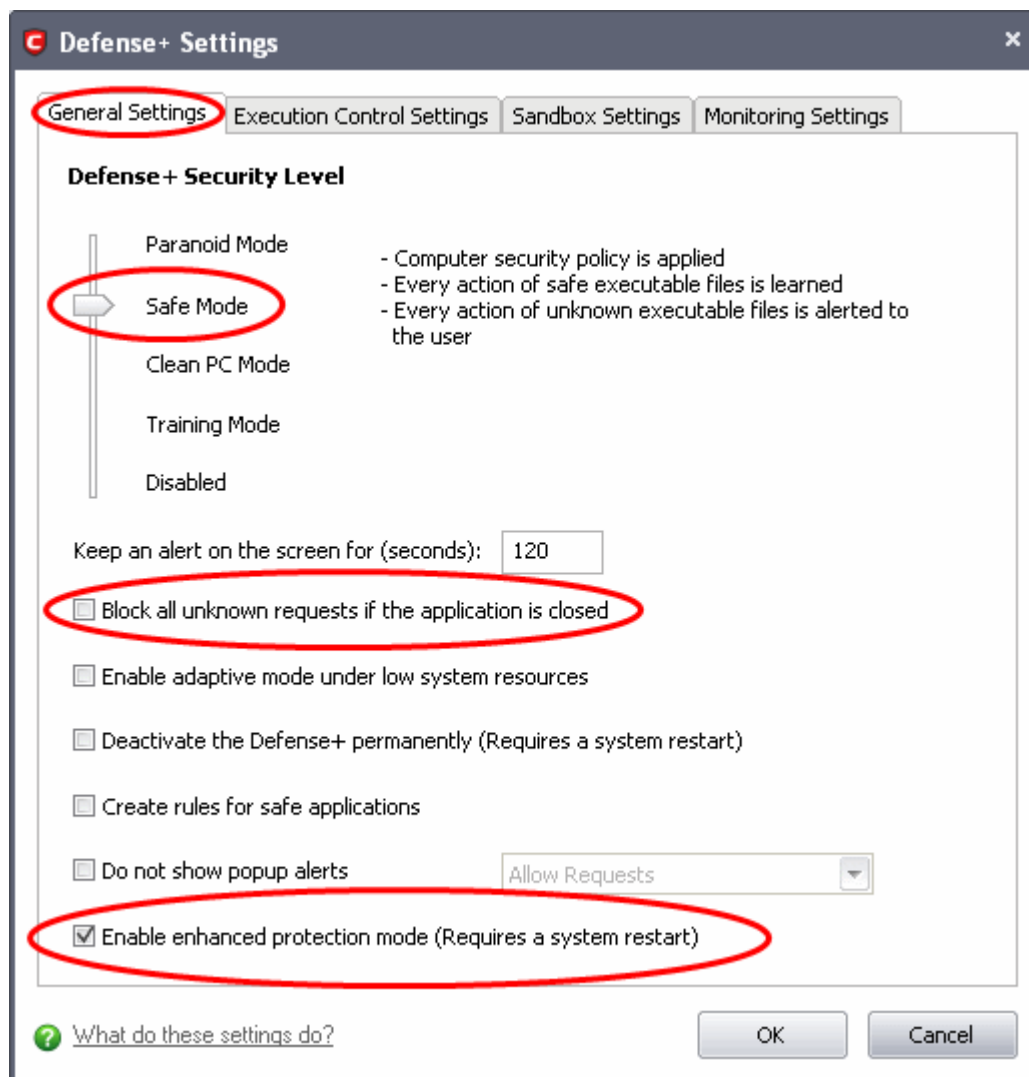 Defense+ Settings
General Settings
Execution Control Settings
Sandbox Settings
Monitoring Settings
Defense+ Security Level
Paranoid Mode
Safe Mode
Clean PC Mode
Training Mode
Disabled
- Computer security policy is applied
- Every action of safe executable files is learned
- Every action of unknown executable files is alerted to
the user
Keep an alert on the screen for (seconds):
120
Block all unknown requests if the application is closed
Enable adaptive mode under low system resources
Deactivate the Defense+ permanently (Requires a system restart)
Create rules for safe applications
Do not show popup alerts
Allow Requests
Enable enhanced protection mode (Requires a system restart)
What do these settings do?
OK
Cancel